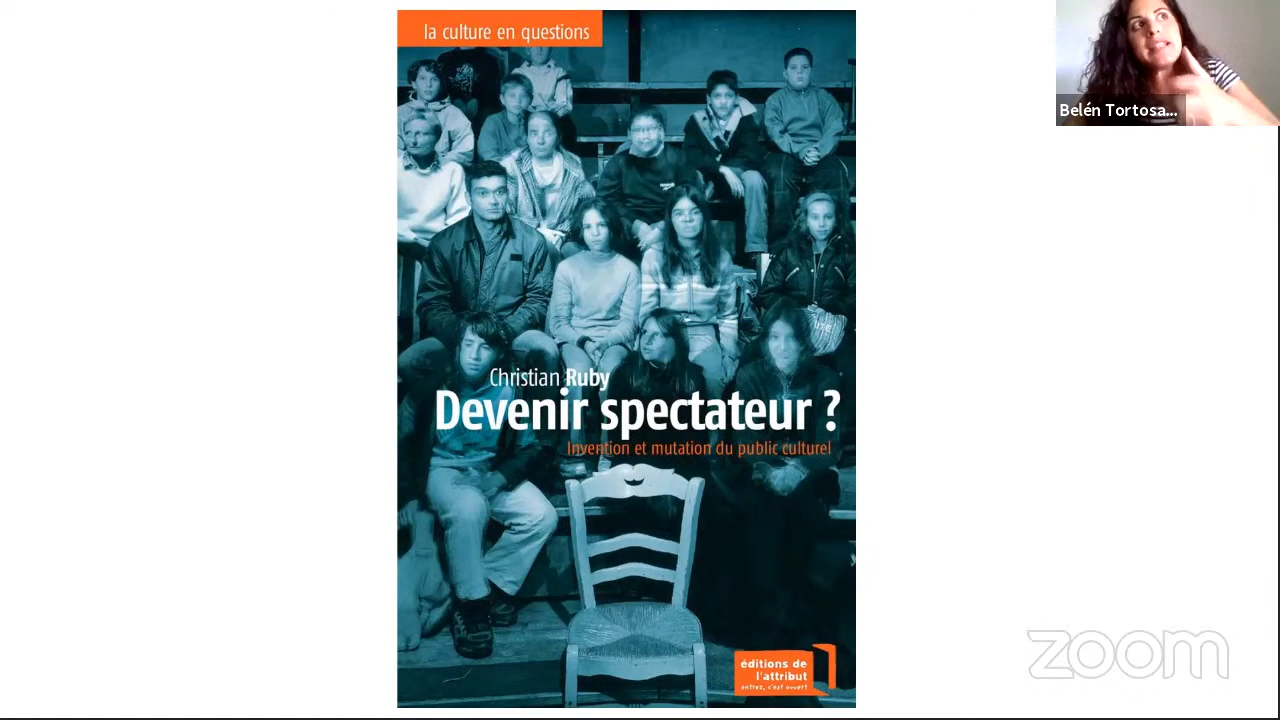 la culture en questions
Belén Tortosa...
Christian Ruby
Devenir spectateur ?
Invention et mutation du public culturel
éditions de
l'attribut
entrez, c'est ouvert
zoom